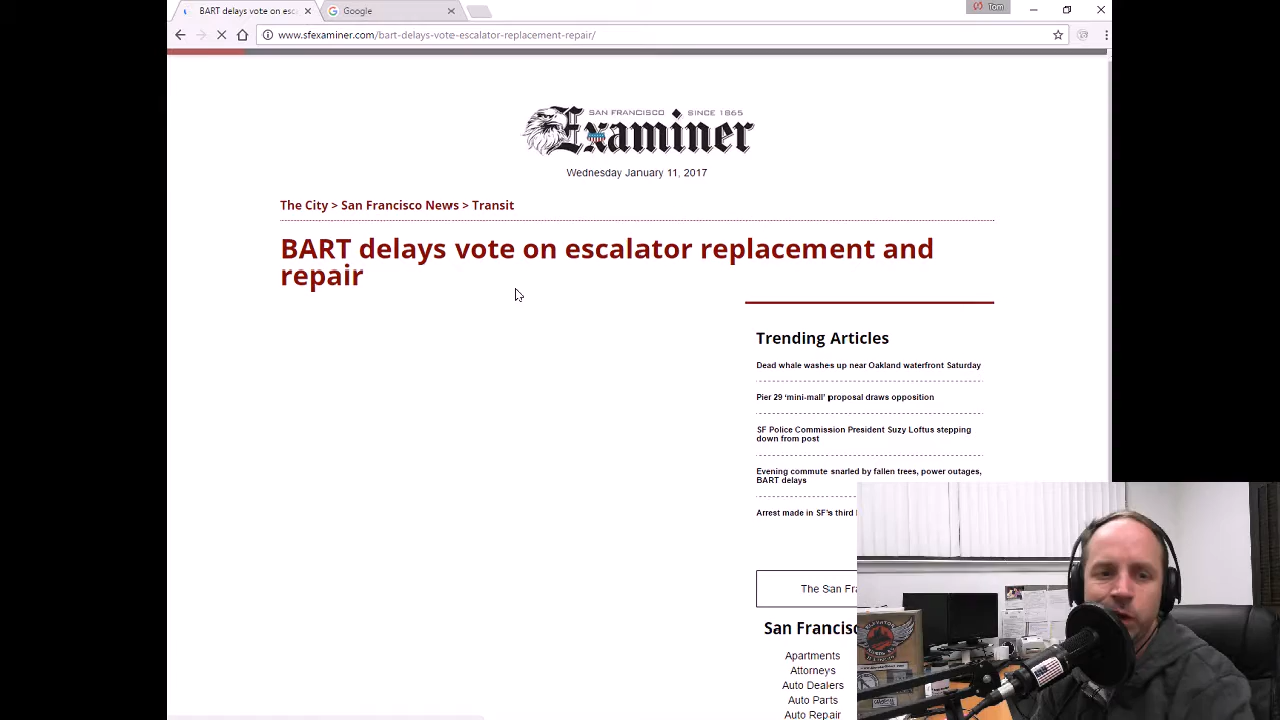 BART delays vote on esc
Google
Tom
www.sfexaminer.com/bart-delays-vote-escalator-replacement-repair/
SAN FRANCISCO SINCE 1865
Examiner
Wednesday January 11, 2017
The City > San Francisco News > Transit
BART delays vote on escalator replacement and
repair
Trending Articles
Dead whale washes up near Oakland waterfront Saturday
Pier 29 ‘mini-mall’ proposal draws opposition
SF Police Commission President Suzy Loftus stepping
down from post
Evening commute snarled by fallen trees, power outages,
BART delays
Arrest made in SF's third
The San Fra
San Francisc
Apartments
Attorneys
Auto Dealers
Auto Parts
Auto Repair